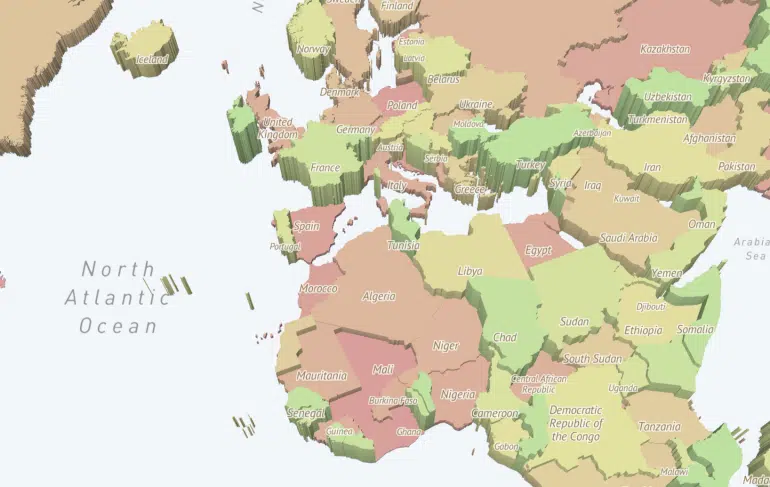 Sweden
Finland
N
Iceland
Norway
Estonia
Latvia
Kazakhstan
Denmark
Belarus
Kyrgyzstan
Poland
Uzbekistan
United
Kingdom
Ukraine
Germany
Moldova
Turkmenistan
Azerbaijan
Afghanistan
Austria
France
Serbia
Turkey
Iran
Pakistan
Italy
Greece
Syria
Iraq
Kuwait
Spain
Portugal
Tunisia
Oman
Saudi Arabia
Egypt
Arabia
Sea
North
Atlantic
Ocean
Libya
Yemen
Morocco
Algeria
Djibouti
Sudan
Ethiopia
Somalia
Chad
Niger
South Sudan
Mali
Mauritania
Central African
Republic
Uganda
Nigeria
Burkina Faso
Senegal
Cameroon
Democratic
Republic of
the Congo
Tanzania
Guinea
Ghana
Gabon
Malawi
Mada